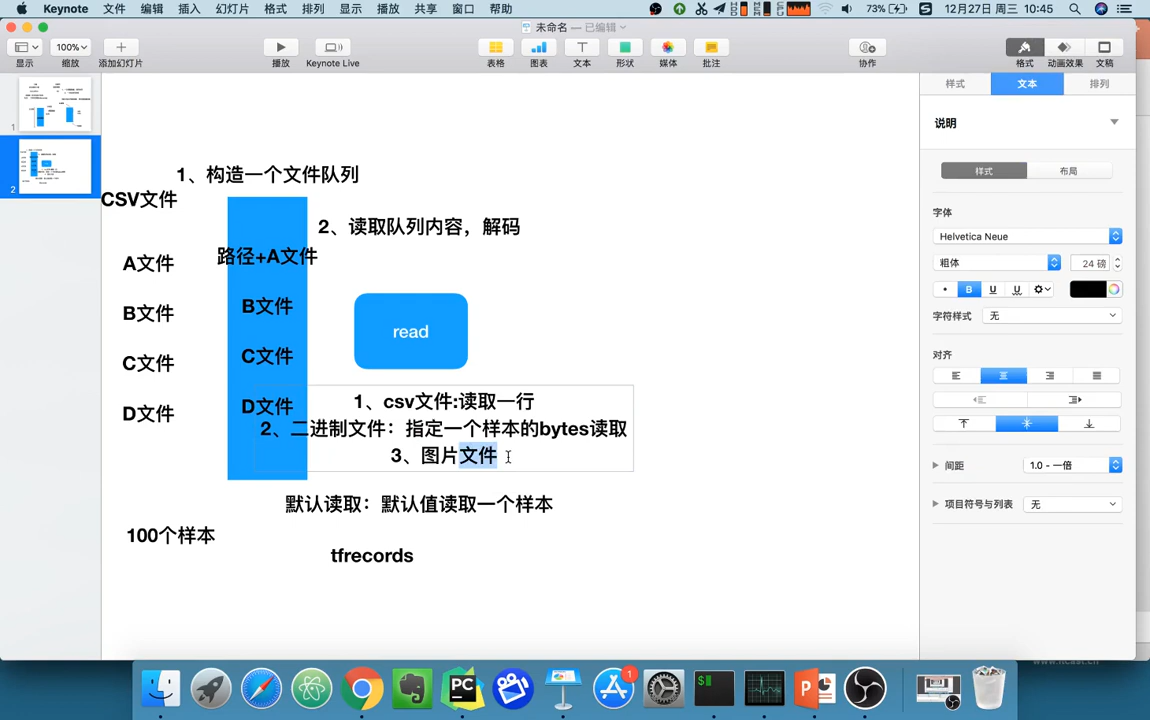 Keynote 文件 编辑 插入 幻灯片 格式 排列 显示 播放 共享 窗口 帮助 73% 12月27日 周三 10:45
未命名 — 已编辑
100%
显示 缩放 添加幻灯片 播放 Keynote Live 表格 图表 文本 形状 媒体 批注 协作 格式 动画效果 文稿
样式 文本 排列
说明
样式 布局
字体
Helvetica Neue
粗体 24 磅
B U U
字符样式 无
对齐
间距 1.0 - 一倍
项目符号与列表 无
1
2
1、构造一个文件队列
CSV文件
2、读取队列内容，解码
路径+A文件
A文件
B文件
B文件
read
C文件
C文件
D文件
D文件
1、csv文件:读取一行
2、二进制文件：指定一个样本的bytes读取
3、图片文件
默认读取：默认值读取一个样本
100个样本
tfrecords
PC
1
$
P
www.itcast.cn